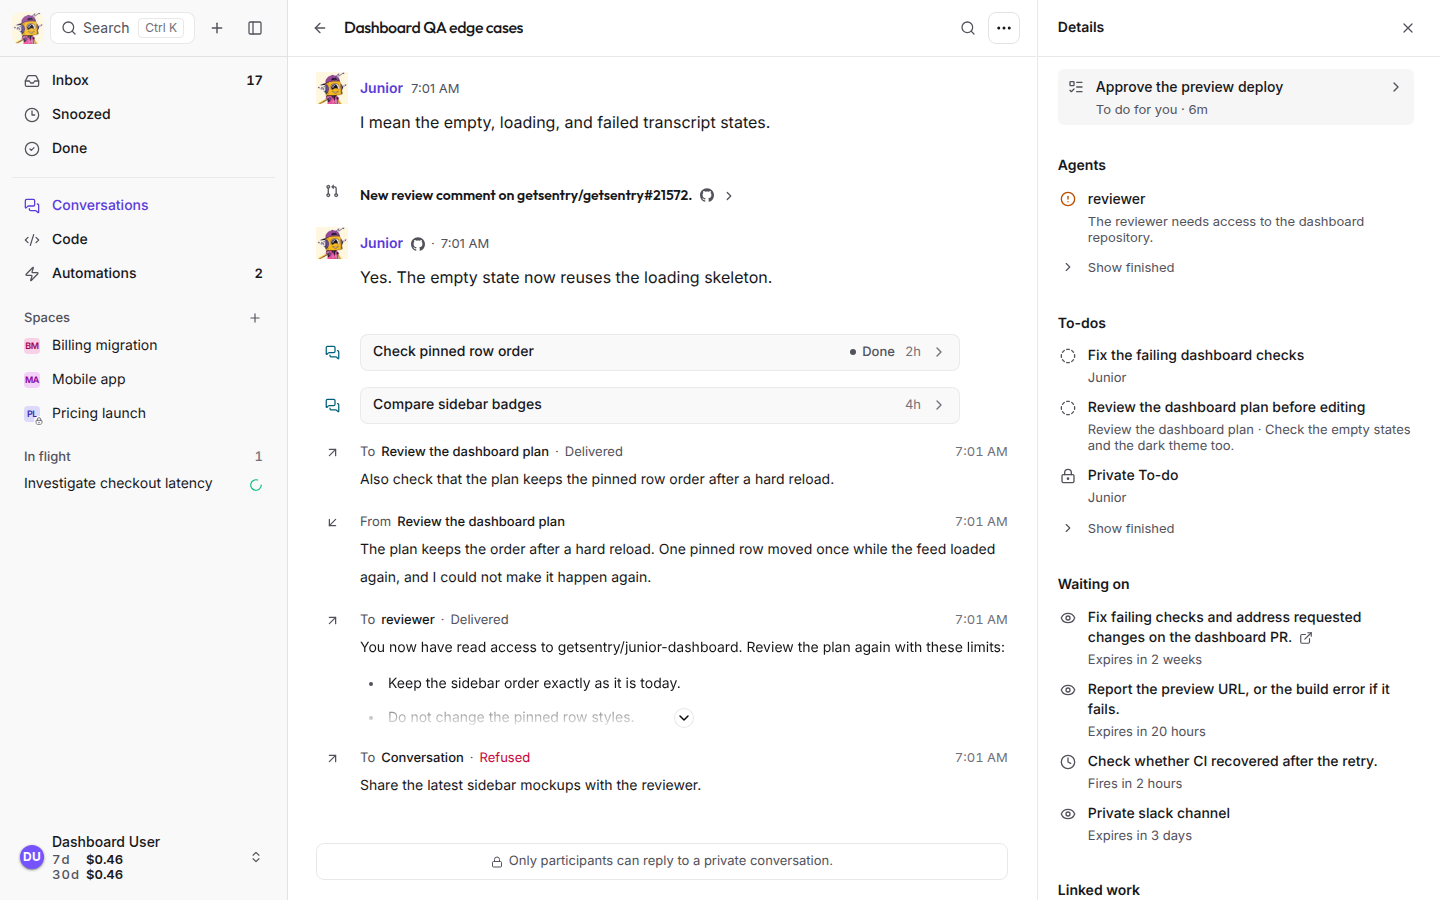 Search Ctrl K
Inbox 17
Snoozed
Done
Conversations
Code
Automations 2
Spaces
BM Billing migration
MA Mobile app
PL Pricing launch
In flight 1
Investigate checkout latency
DU Dashboard User
7d $0.46
30d $0.46
Dashboard QA edge cases
Junior 7:01 AM
I mean the empty, loading, and failed transcript states.
New review comment on getsentry/getsentry#21572.
Junior · 7:01 AM
Yes. The empty state now reuses the loading skeleton.
Check pinned row order Done 2h
Compare sidebar badges 4h
To Review the dashboard plan · Delivered 7:01 AM
Also check that the plan keeps the pinned row order after a hard reload.
From Review the dashboard plan 7:01 AM
The plan keeps the order after a hard reload. One pinned row moved once while the feed loaded
again, and I could not make it happen again.
To reviewer · Delivered 7:01 AM
You now have read access to getsentry/junior-dashboard. Review the plan again with these limits:
• Keep the sidebar order exactly as it is today.
• Do not change the pinned row styles.
To Conversation · Refused 7:01 AM
Share the latest sidebar mockups with the reviewer.
Only participants can reply to a private conversation.
Details
Approve the preview deploy
To do for you · 6m
Agents
reviewer
The reviewer needs access to the dashboard
repository.
Show finished
To-dos
Fix the failing dashboard checks
Junior
Review the dashboard plan before editing
Review the dashboard plan · Check the empty states
and the dark theme too.
Private To-do
Junior
Show finished
Waiting on
Fix failing checks and address requested
changes on the dashboard PR.
Expires in 2 weeks
Report the preview URL, or the build error if it
fails.
Expires in 20 hours
Check whether CI recovered after the retry.
Fires in 2 hours
Private slack channel
Expires in 3 days
Linked work